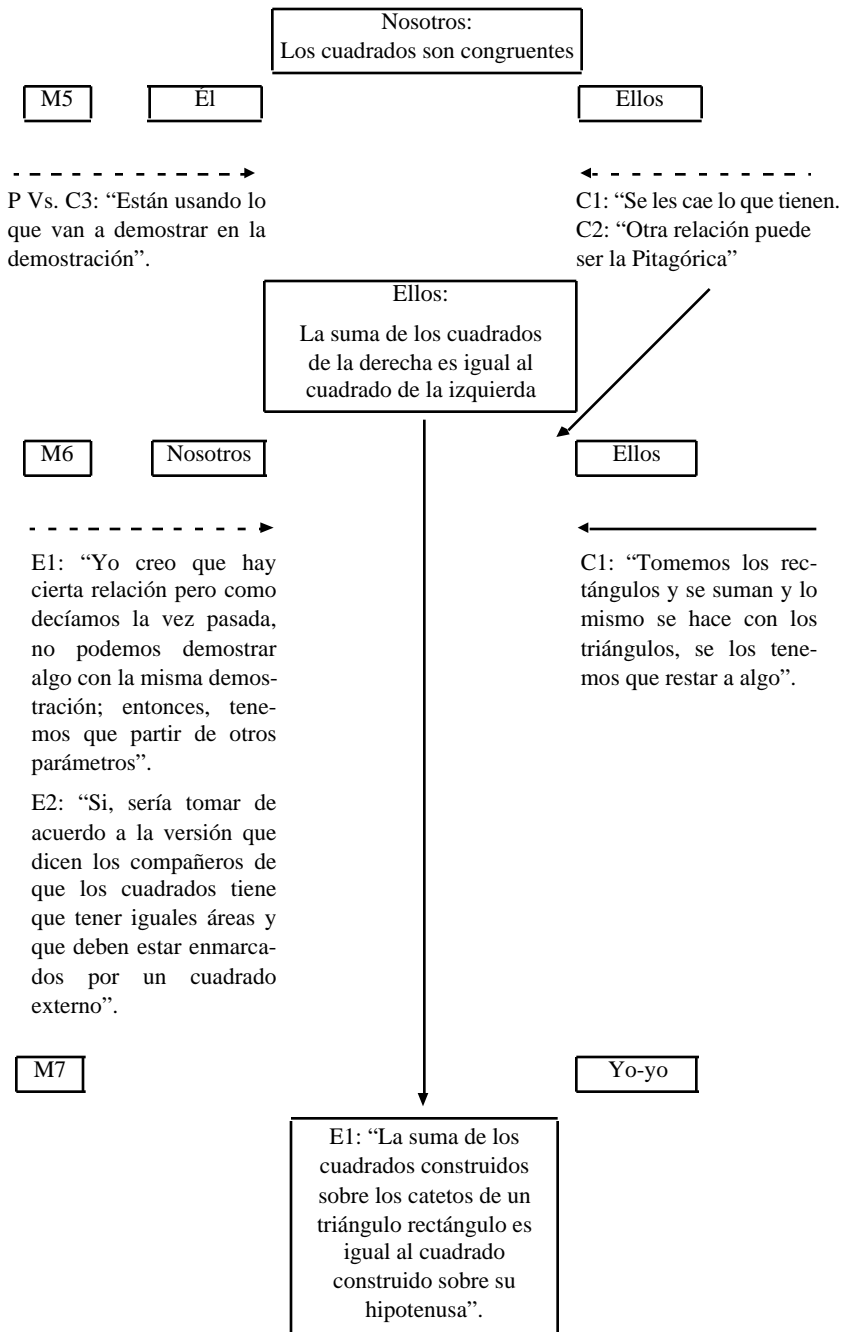 Nosotros:
Los cuadrados son congruentes
M5
Él
Ellos
P Vs. C3: “Están usando lo
que van a demostrar en la
demostración”.
C1: “Se les cae lo que tienen.
C2: “Otra relación puede
ser la Pitagórica”
Ellos:
La suma de los cuadrados
de la derecha es igual al
cuadrado de la izquierda
M6
Nosotros
Ellos
E1: “Yo creo que hay
cierta relación pero como
decíamos la vez pasada,
no podemos demostrar
algo con la misma demos-
tración; entonces, tene-
mos que partir de otros
parámetros”.
E2: “Si, sería tomar de
acuerdo a la versión que
dicen los compañeros de
que los cuadrados tiene
que tener iguales áreas y
que deben estar enmarca-
dos por un cuadrado
externo”.
C1: “Tomemos los rec-
tángulos y se suman y lo
mismo se hace con los
triángulos, se los tene-
mos que restar a algo”.
M7
Yo-yo
E1: “La suma de los
cuadrados construidos
sobre los catetos de un
triángulo rectángulo es
igual al cuadrado
construido sobre su
hipotenusa”.